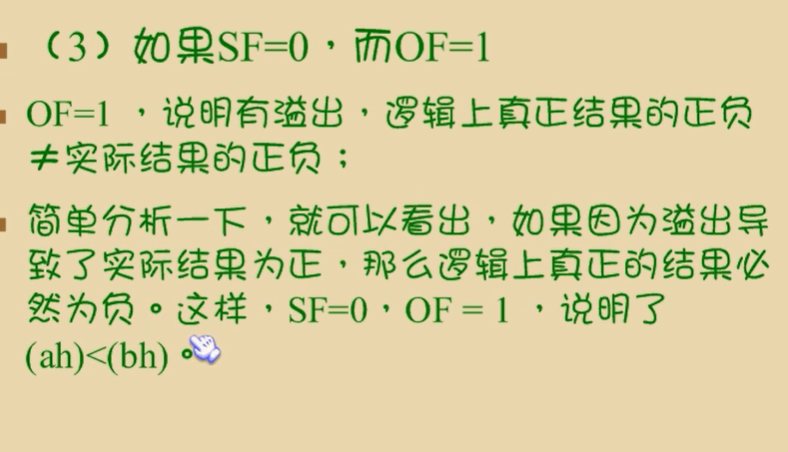 （3）如果SF=0，而OF=1
OF=1 ，说明有溢出，逻辑上真正结果的正负
≠实际结果的正负；
简单分析一下，就可以看出，如果因为溢出导
致了实际结果为正，那么逻辑上真正的结果必
然为负。这样，SF=0，OF = 1 ，说明了
(ah)<(bh) 。